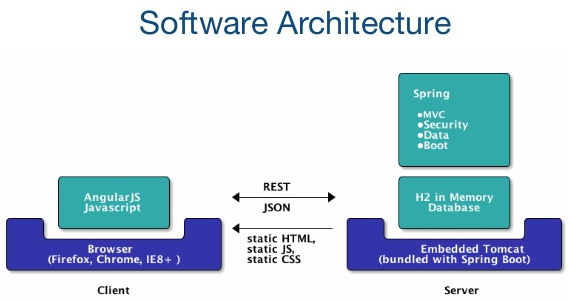 Software Architecture
Spring
●MVC
●Security
●Data
●Boot
AngularJS
Javascript
REST
JSON
H2 in Memory
Database
static HTML,
static JS,
static CSS
Browser
(Firefox, Chrome, IE8+ )
Embedded Tomcat
(bundled with Spring Boot)
Client
Server